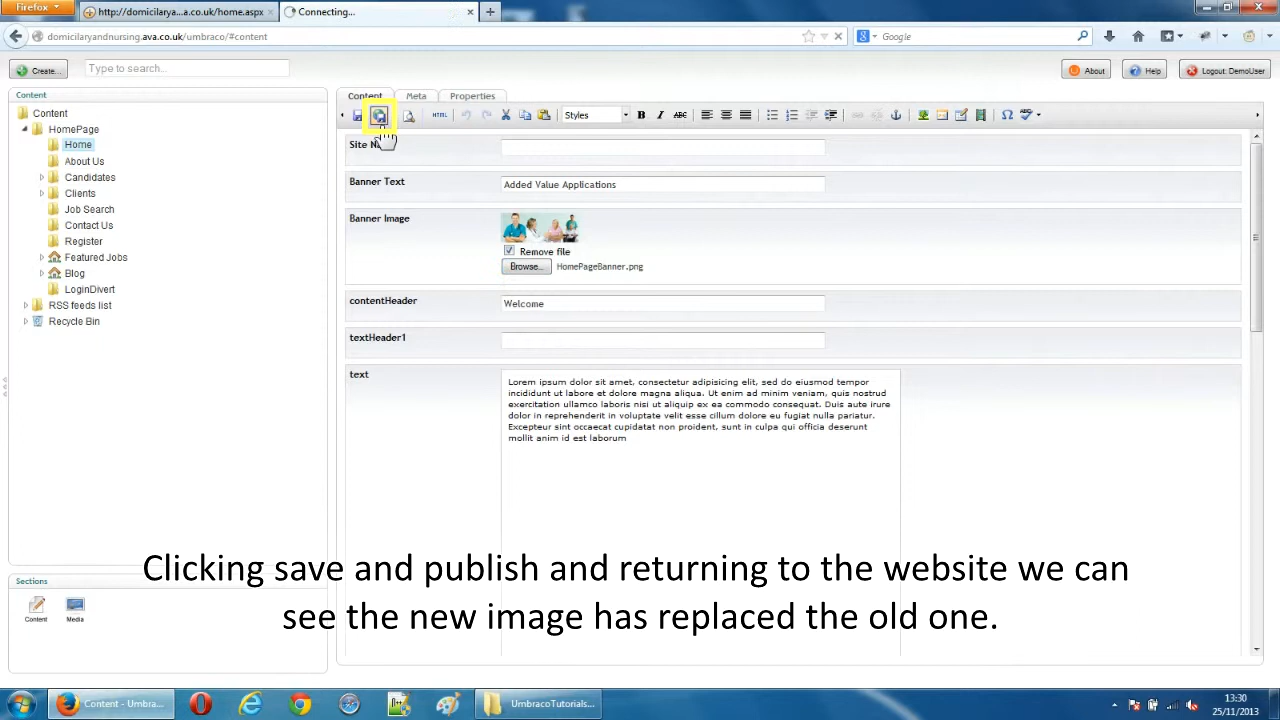 Firefox
http://domicilarya...a.co.uk/home.aspx
Connecting...
domicilaryandnursing.ava.co.uk/umbraco/#content
Google
Create...
Type to search...
About
Help
Logout: DemoUser
Content
Content
HomePage
Home
About Us
Candidates
Clients
Job Search
Contact Us
Register
Featured Jobs
Blog
LoginDivert
RSS feeds list
Recycle Bin
Sections
Content
Media
Content
Meta
Properties
HTML
Styles
B
I
ABC
Site
Banner Text
Added Value Applications
Banner Image
Remove file
Browse...
HomePageBanner.png
contentHeader
Welcome
textHeader1
text
Lorem ipsum dolor sit amet, consectetur adipisicing elit, sed do eiusmod tempor
incididunt ut labore et dolore magna aliqua. Ut enim ad minim veniam, quis nostrud
exercitation ullamco laboris nisi ut aliquip ex ea commodo consequat. Duis aute irure
dolor in reprehenderit in voluptate velit esse cillum dolore eu fugiat nulla pariatur.
Excepteur sint occaecat cupidatat non proident, sunt in culpa qui officia deserunt
mollit anim id est laborum
Clicking save and publish and returning to the website we can
see the new image has replaced the old one.
Content - Umbra...
UmbracoTutorials...
13:30
25/11/2013